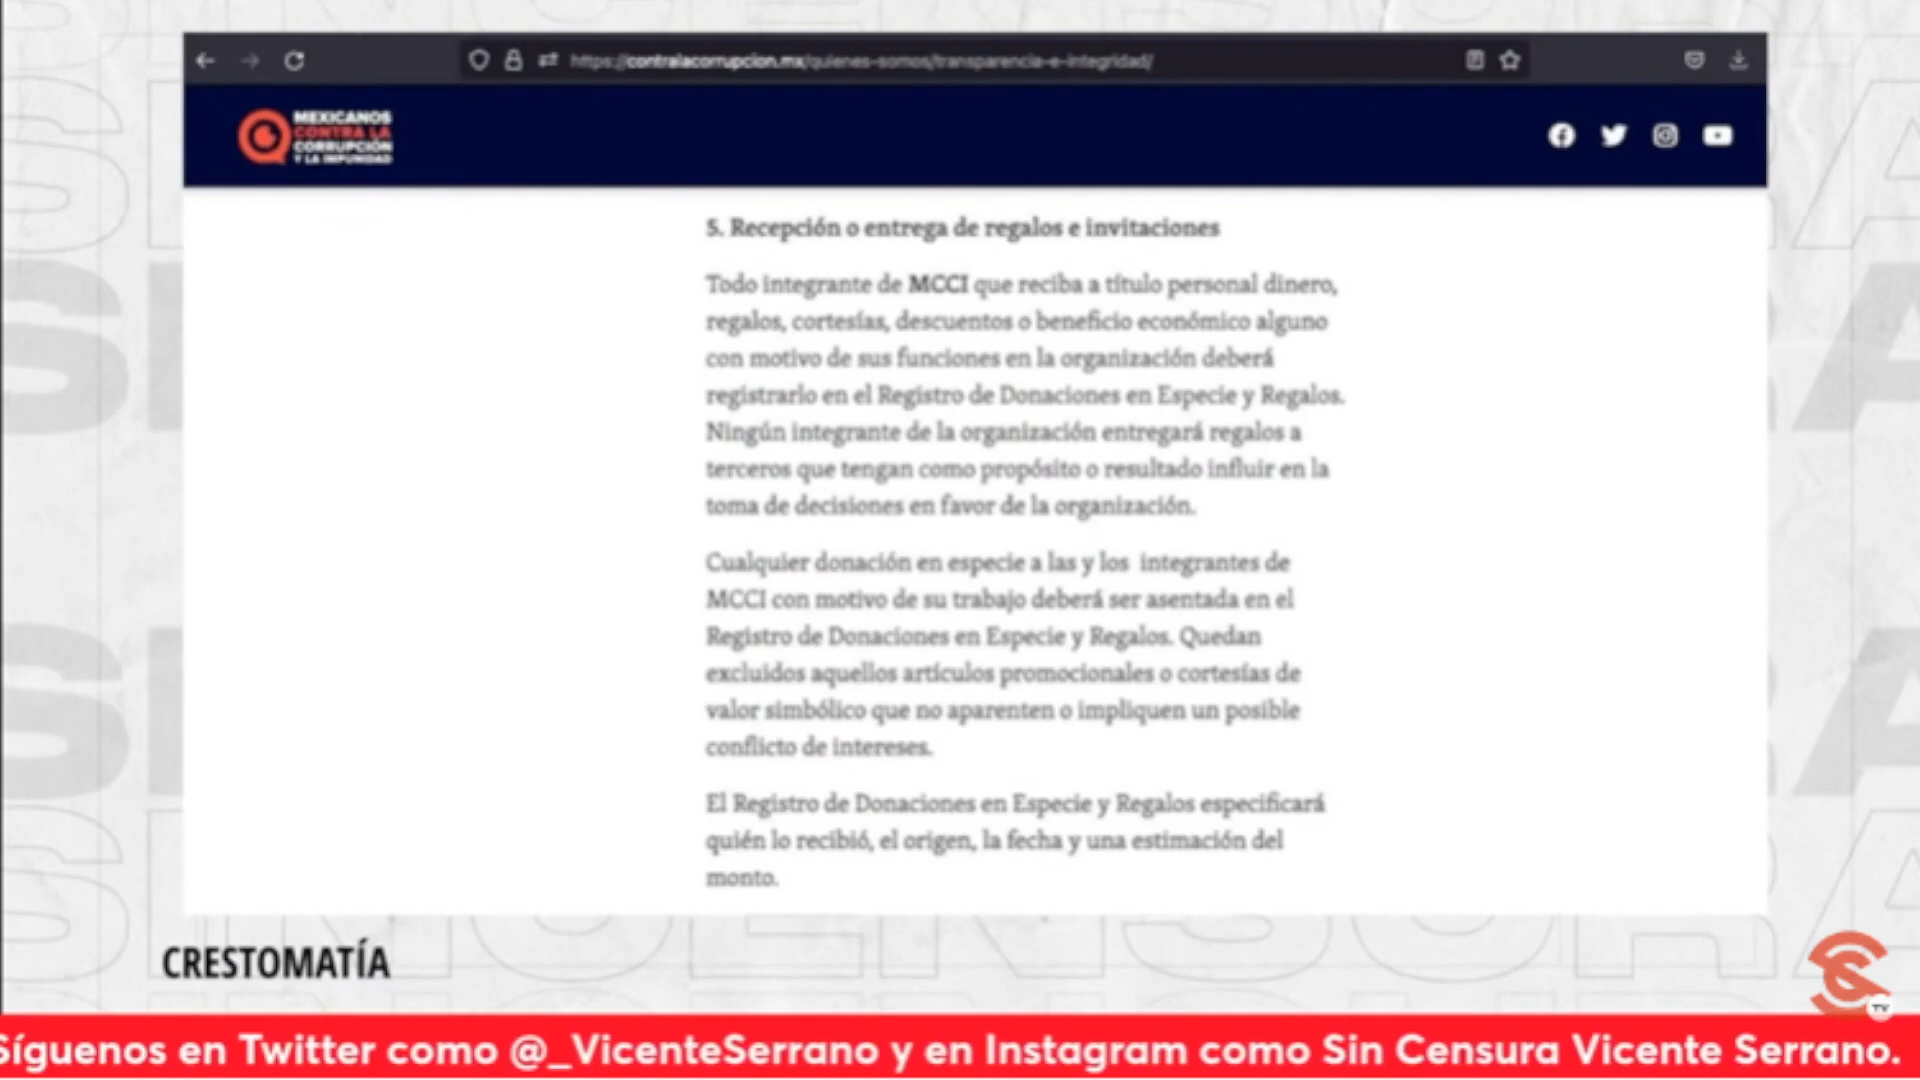 https://contralacorrupcion.mx/quienes-somos/transparencia-e-integridad/
MEXICANOS
CONTRA LA
CORRUPCIÓN
Y LA IMPUNIDAD
5. Recepción o entrega de regalos e invitaciones
Todo integrante de MCCI que reciba a título personal dinero,
regalos, cortesías, descuentos o beneficio económico alguno
con motivo de sus funciones en la organización deberá
registrarlo en el Registro de Donaciones en Especie y Regalos.
Ningún integrante de la organización entregará regalos a
terceros que tengan como propósito o resultado influir en la
toma de decisiones en favor de la organización.
Cualquier donación en especie a las y los integrantes de
MCCI con motivo de su trabajo deberá ser asentada en el
Registro de Donaciones en Especie y Regalos. Quedan
excluidos aquellos artículos promocionales o cortesías de
valor simbólico que no aparenten o impliquen un posible
conflicto de intereses.
El Registro de Donaciones en Especie y Regalos especificará
quién lo recibió, el origen, la fecha y una estimación del
monto.
CRESTOMATÍA
TV
Síguenos en Twitter como @_VicenteSerrano y en Instagram como Sin Censura Vicente Serrano.